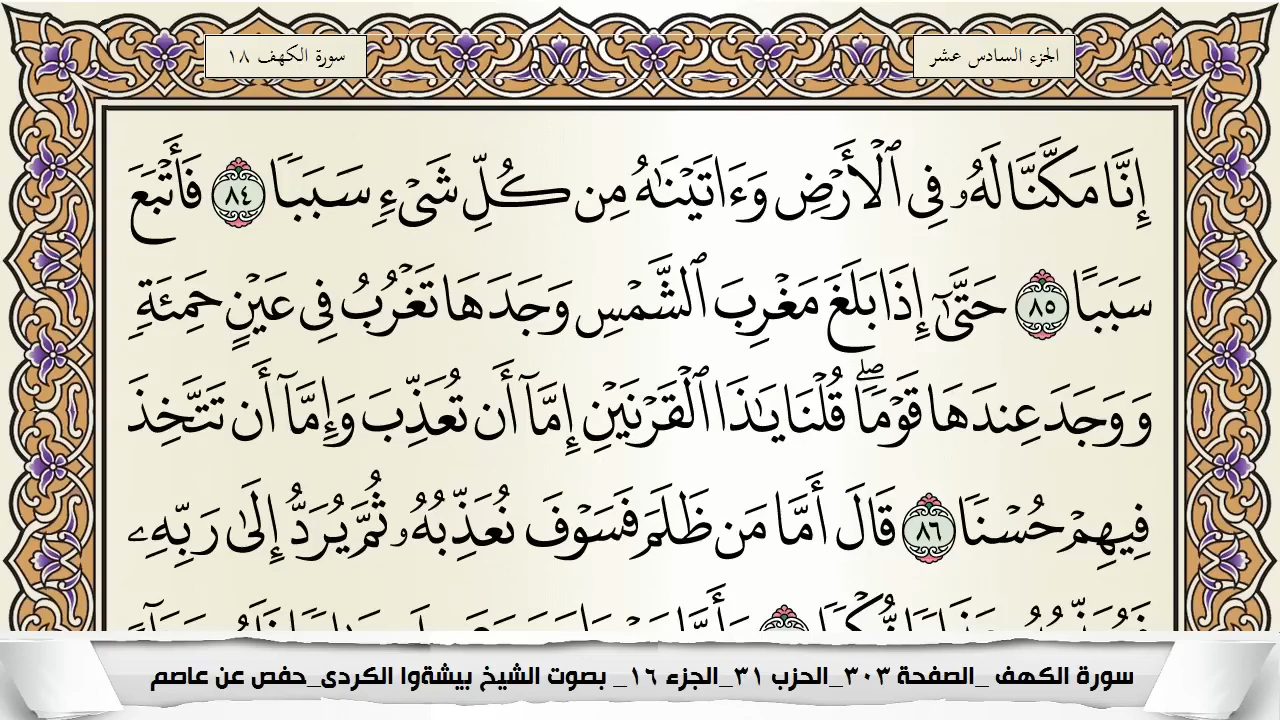 الجزء السادس عشر
سورة الكهف ١٨
إِنَّا مَكَّنَّا لَهُۥ فِى ٱلْأَرْضِ وَءَاتَيْنَٰهُ مِن كُلِّ شَىْءٍ سَبَبًا ٨٤ فَأَتْبَعَ
سَبَبًا ٨٥ حَتَّىٰٓ إِذَا بَلَغَ مَغْرِبَ ٱلشَّمْسِ وَجَدَهَا تَغْرُبُ فِى عَيْنٍ حَمِئَةٍ
وَوَجَدَ عِندَهَا قَوْمًا ۖ قُلْنَا يَٰذَا ٱلْقَرْنَيْنِ إِمَّآ أَن تُعَذِّبَ وَإِمَّآ أَن تَتَّخِذَ
فِيهِمْ حُسْنًا ٨٦ قَالَ أَمَّا مَن ظَلَمَ فَسَوْفَ نُعَذِّبُهُۥ ثُمَّ يُرَدُّ إِلَىٰ رَبِّهِۦ
سورة الكهف _الصفحة ٣٠٣_الحزب ٣١_الجزء ١٦_ بصوت الشيخ بيشةوا الكردى_حفص عن عاصم